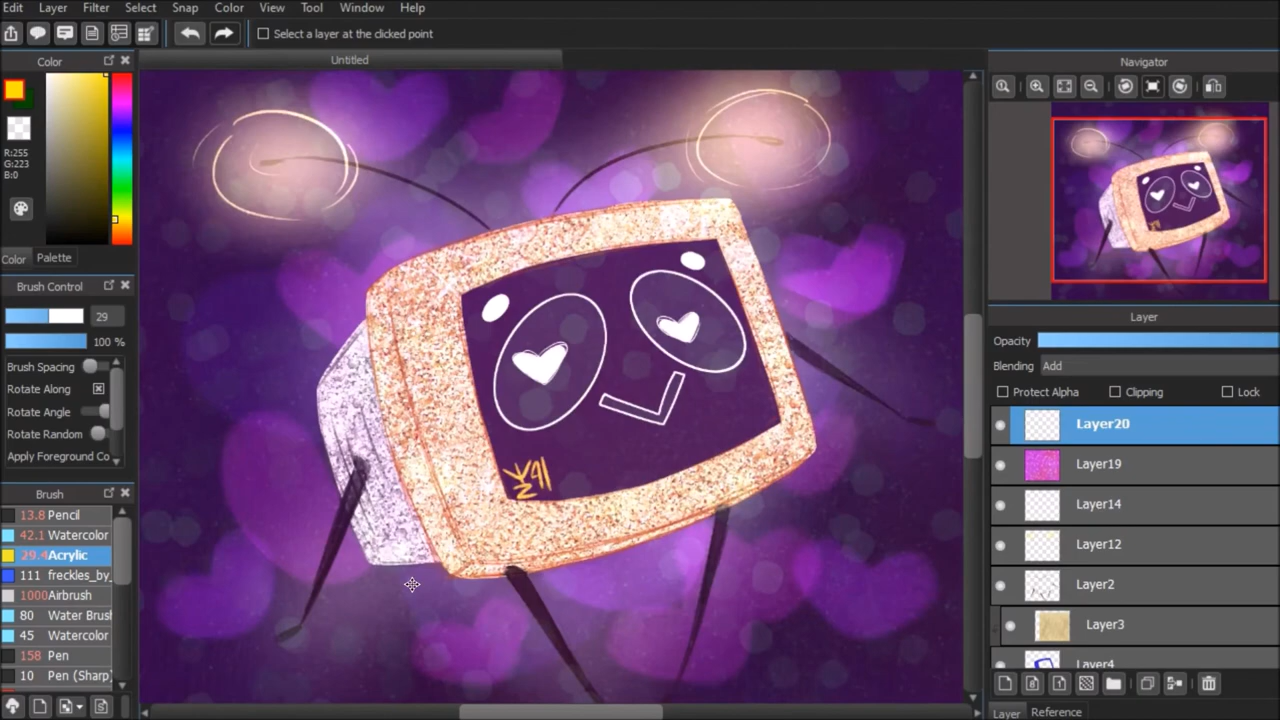 Edit Layer Filter Select Snap Color View Tool Window Help
Select a layer at the clicked point
Color
Untitled
Navigator
R:255
G:223
B:0
Color Palette
Brush Control
29
100 %
Brush Spacing
Rotate Along
Rotate Angle
Rotate Random
Apply Foreground Co
Brush
13.8 Pencil
42.1 Watercolor
29.4 Acrylic
111 freckles_by_
1000 Airbrush
80 Water Brush
45 Watercolor
158 Pen
10 Pen (Sharp)
Layer
Opacity
Blending Add
Protect Alpha Clipping Lock
Layer20
Layer19
Layer14
Layer12
Layer2
Layer3
Layer4
Layer Reference